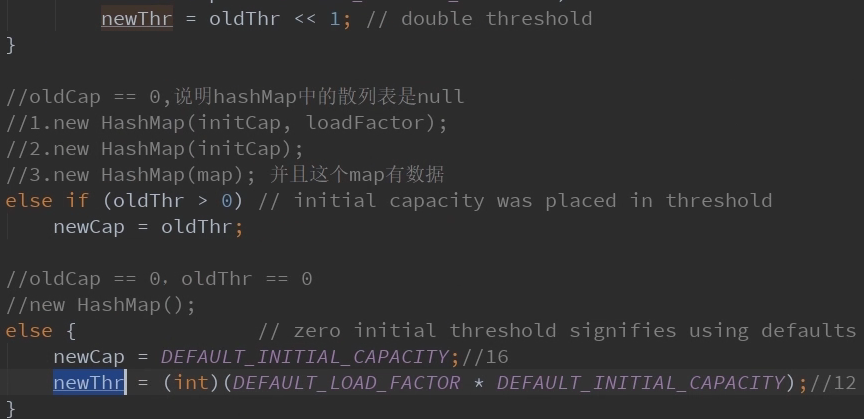 newThr = oldThr << 1; // double threshold
}
//oldCap == 0,说明hashMap中的散列表是null
//1.new HashMap(initCap, loadFactor);
//2.new HashMap(initCap);
//3.new HashMap(map); 并且这个map有数据
else if (oldThr > 0) // initial capacity was placed in threshold
newCap = oldThr;
//oldCap == 0，oldThr == 0
//new HashMap();
else { // zero initial threshold signifies using defaults
newCap = DEFAULT_INITIAL_CAPACITY;//16
newThr = (int)(DEFAULT_LOAD_FACTOR * DEFAULT_INITIAL_CAPACITY);//12
}